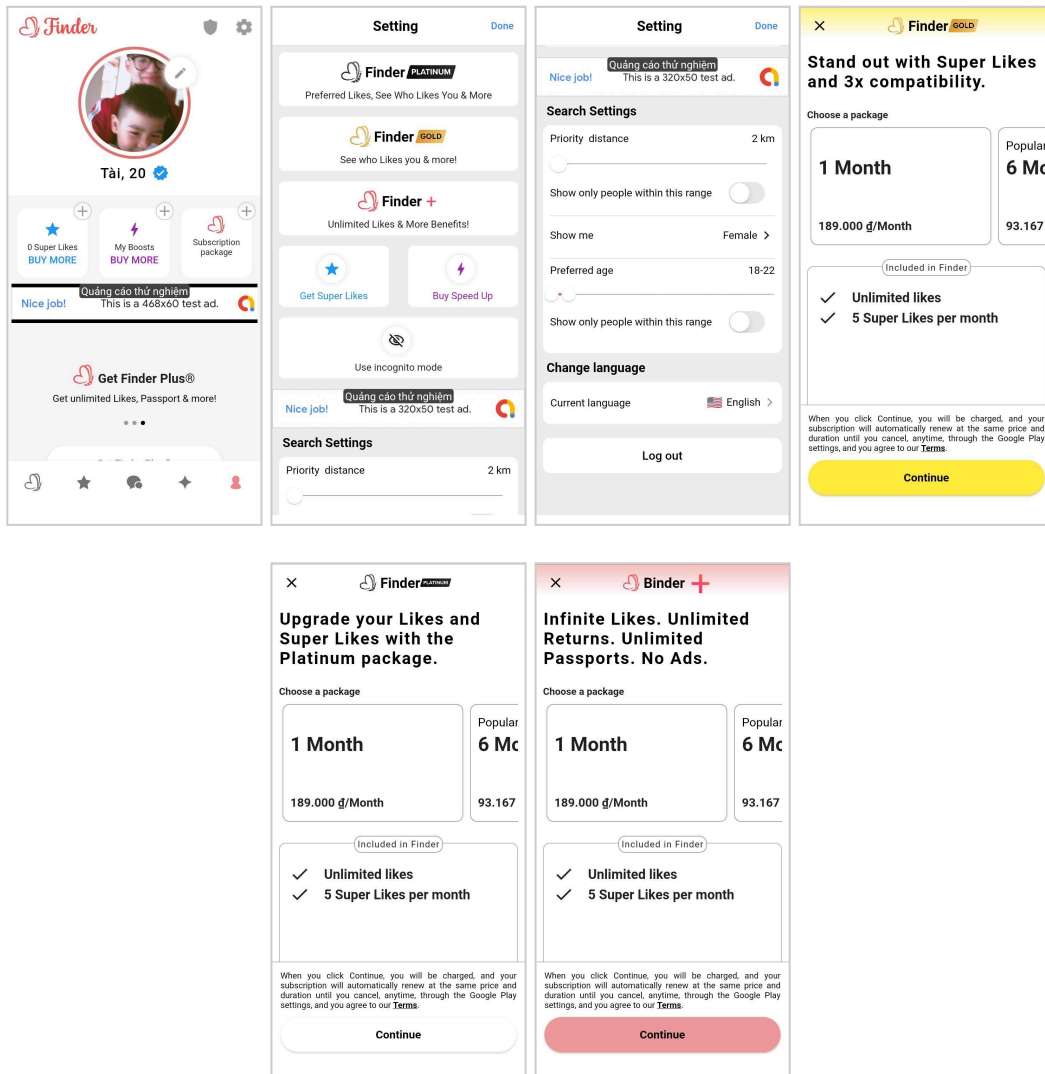 Finder
Tài, 20
0 Super Likes
BUY MORE
My Boosts
BUY MORE
Subscription
package
Quảng cáo thử nghiệm
Nice job!
This is a 468x60 test ad.
Get Finder Plus®
Get unlimited Likes, Passport & more!
Setting
Done
Finder PLATINUM
Preferred Likes, See Who Likes You & More
Finder GOLD
See who Likes you & more!
Finder +
Unlimited Likes & More Benefits!
Get Super Likes
Buy Speed Up
Use incognito mode
Quảng cáo thử nghiệm
Nice job!
This is a 320x50 test ad.
Search Settings
Priority distance
2 km
Setting
Done
Quảng cáo thử nghiệm
Nice job!
This is a 320x50 test ad.
Search Settings
Priority distance
2 km
Show only people within this range
Show me
Female >
Preferred age
18-22
Show only people within this range
Change language
Current language
English >
Log out
Finder GOLD
Stand out with Super Likes
and 3x compatibility.
Choose a package
1 Month
189.000 ₫/Month
Popular
6 Mo
93.167
Included in Finder
Unlimited likes
5 Super Likes per month
When you click Continue, you will be charged, and your
subscription will automatically renew at the same price and
duration until you cancel, anytime, through the Google Play
settings, and you agree to our Terms.
Continue
Finder PLATINUM
Upgrade your Likes and
Super Likes with the
Platinum package.
Choose a package
1 Month
189.000 ₫/Month
Popular
6 Mo
93.167
Included in Finder
Unlimited likes
5 Super Likes per month
When you click Continue, you will be charged, and your
subscription will automatically renew at the same price and
duration until you cancel, anytime, through the Google Play
settings, and you agree to our Terms.
Continue
Binder +
Infinite Likes. Unlimited
Returns. Unlimited
Passports. No Ads.
Choose a package
1 Month
189.000 ₫/Month
Popular
6 Mo
93.167
Included in Finder
Unlimited likes
5 Super Likes per month
When you click Continue, you will be charged, and your
subscription will automatically renew at the same price and
duration until you cancel, anytime, through the Google Play
settings, and you agree to our Terms.
Continue